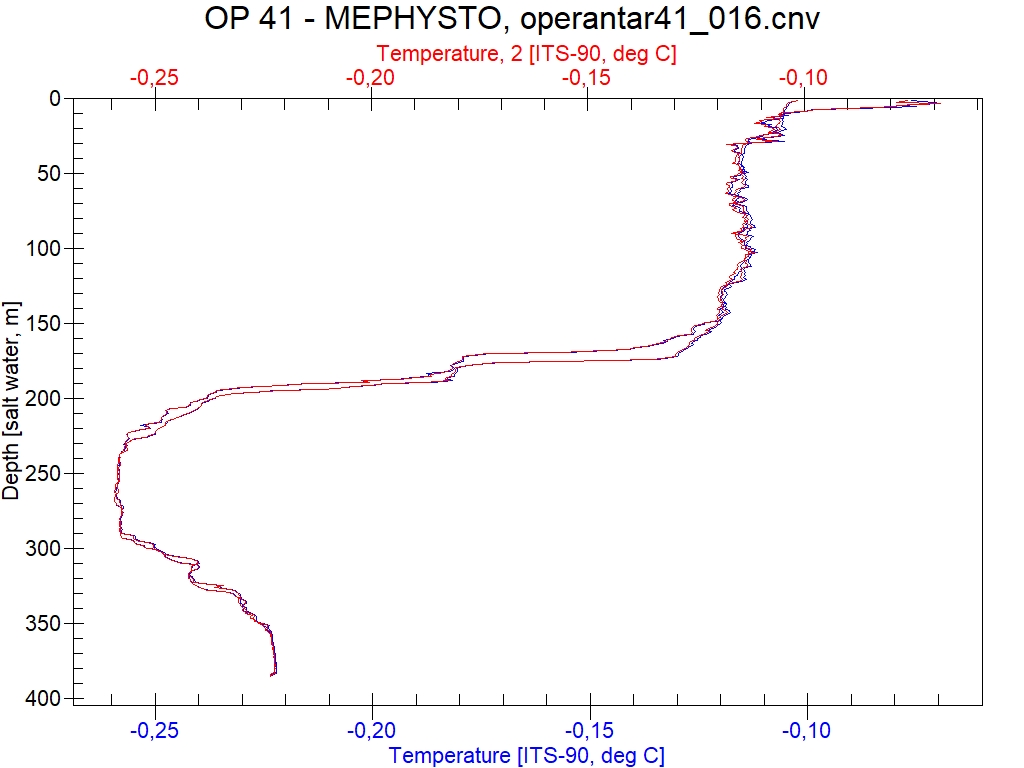 OP 41 - MEPHYSTO, operantar41_016.cnv
Temperature, 2 [ITS-90, deg C]
-0,25 -0,20 -0,15 -0,10
0
50
100
150
200
250
300
350
400
Depth [salt water, m]
-0,25 -0,20 -0,15 -0,10
Temperature [ITS-90, deg C]